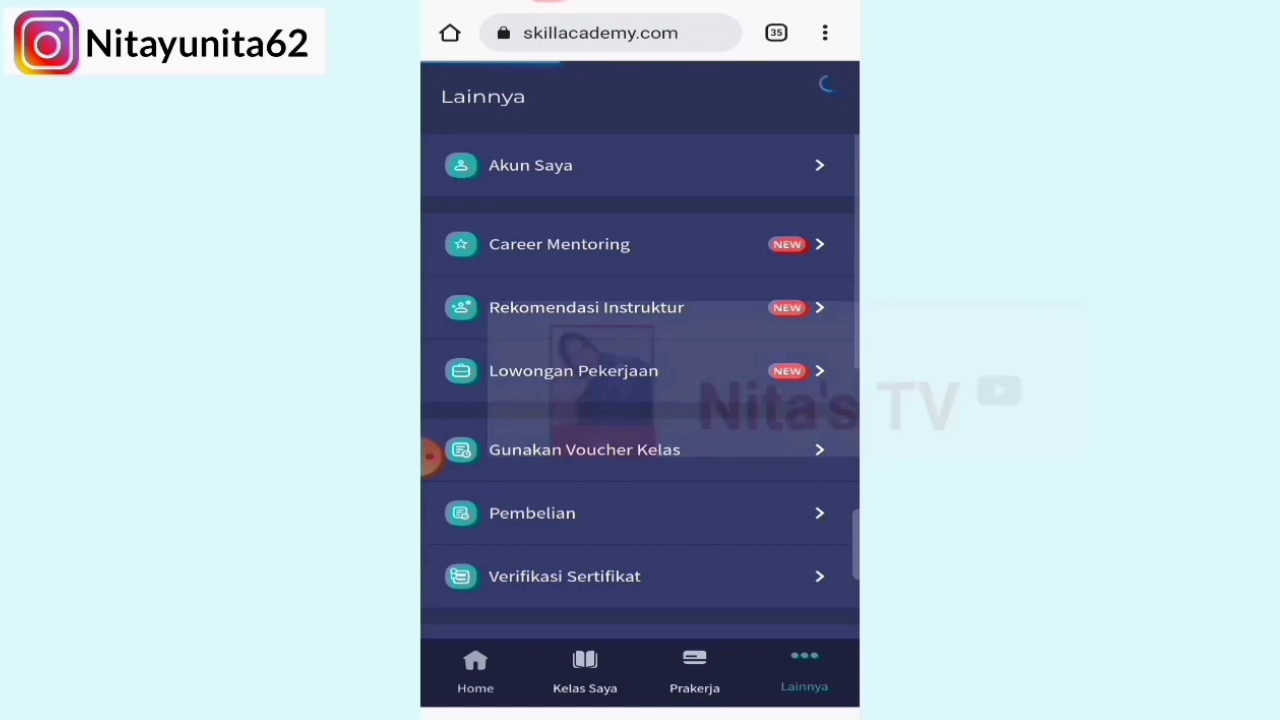 Nitayunita62
skillacademy.com
35
Lainnya
Akun Saya
Career Mentoring NEW
Rekomendasi Instruktur NEW
Lowongan Pekerjaan NEW
Nita's TV
Gunakan Voucher Kelas
Pembelian
Verifikasi Sertifikat
Home Kelas Saya Prakerja Lainnya